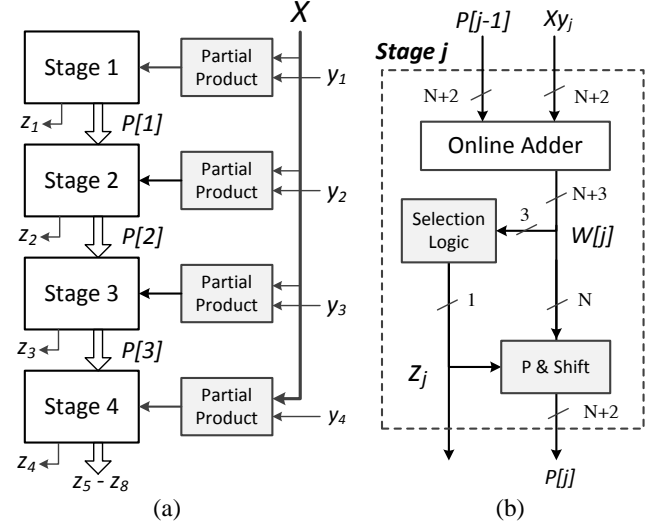 X
Stage 1
Partial Product
y1
z1
P[1]
Stage 2
Partial Product
y2
z2
P[2]
Stage 3
Partial Product
y3
z3
P[3]
Stage 4
Partial Product
y4
z4
z5 - z8
(a)
P[j-1]
Xyj
Stage j
N+2
N+2
Online Adder
N+3
Selection Logic
3
W[j]
1
N
Zj
P & Shift
N+2
P[j]
(b)